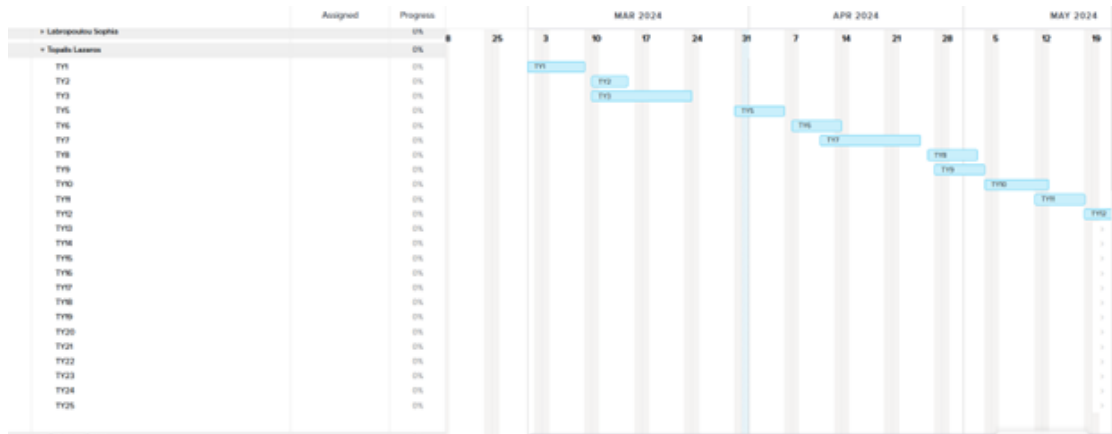 Assigned Progress MAR 2024 APR 2024 MAY 2024
Labropoulou Sophia 0%
8 25 3 10 17 24 31 7 14 21 28 5 12 19
Topalis Lazaros 0%
TY1 0% TY1
TY2 0% TY2
TY3 0% TY3
TY5 0% TY5
TY6 0% TY6
TY7 0% TY7
TY8 0% TY8
TY9 0% TY9
TY10 0% TY10
TY11 0% TY11
TY12 0% TY12
TY13 0%
TY14 0%
TY15 0%
TY16 0%
TY17 0%
TY18 0%
TY19 0%
TY20 0%
TY21 0%
TY22 0%
TY23 0%
TY24 0%
TY25 0%